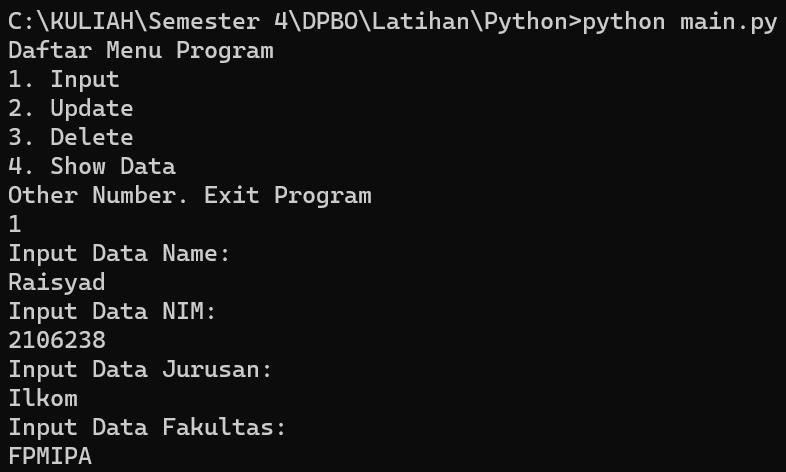 C:\KULIAH\Semester 4\DPBO\Latihan\Python>python main.py
Daftar Menu Program
1. Input
2. Update
3. Delete
4. Show Data
Other Number. Exit Program
1
Input Data Name:
Raisyad
Input Data NIM:
2106238
Input Data Jurusan:
Ilkom
Input Data Fakultas:
FPMIPA